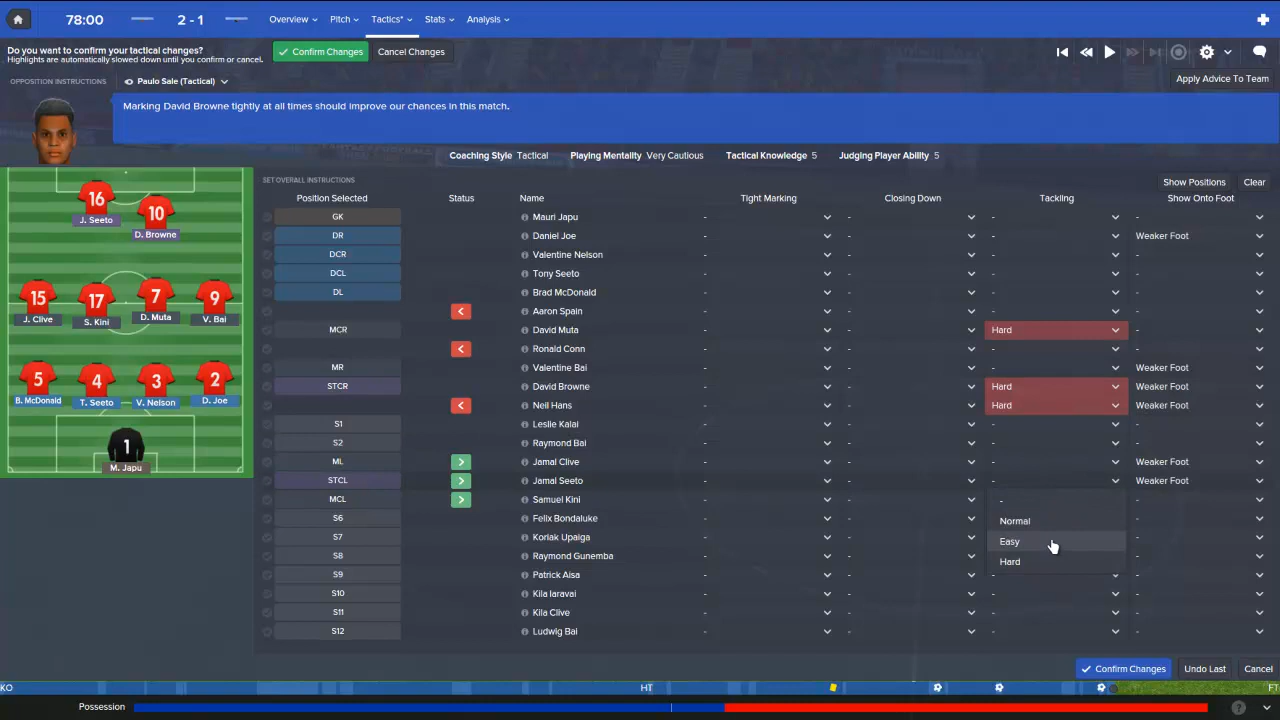 78:00 2 - 1 Overview Pitch Tactics* Stats Analysis
Do you want to confirm your tactical changes?
Highlights are automatically slowed down until you confirm or cancel.
Confirm Changes Cancel Changes
OPPOSITION INSTRUCTIONS Paulo Sale (Tactical) Apply Advice To Team
Marking David Browne tightly at all times should improve our chances in this match.
Coaching Style Tactical Playing Mentality Very Cautious Tactical Knowledge 5 Judging Player Ability 5
SET OVERALL INSTRUCTIONS Show Positions Clear
Position Selected Status Name Tight Marking Closing Down Tackling Show Onto Foot
GK Mauri Japu - - - -
DR Daniel Joe - - - Weaker Foot
DCR Valentine Nelson - - - -
DCL Tony Seeto - - - -
DL Brad McDonald - - - -
< Aaron Spain - - - -
MCR David Muta - - Hard -
< Ronald Conn - - - -
MR Valentine Bai - - - Weaker Foot
STCR David Browne - - Hard Weaker Foot
< Neil Hans - - Hard Weaker Foot
S1 Leslie Kalai - - - -
S2 Raymond Bai - - - -
ML > Jamal Clive - - - Weaker Foot
STCL > Jamal Seeto - - - Weaker Foot
MCL > Samuel Kini - - - -
S6 Felix Bondaluke - - Normal -
S7 Koriak Upaiga - - Easy -
S8 Raymond Gunemba - - Hard -
S9 Patrick Aisa - - - -
S10 Kila Iaravai - - - -
S11 Kila Clive - - - -
S12 Ludwig Bai - - - -
16 J. Seeto
10 D. Browne
15 J. Clive
17 S. Kini
7 D. Muta
9 V. Bai
5 B. McDonald
4 T. Seeto
3 V. Nelson
2 D. Joe
1 M. Japu
Confirm Changes Undo Last Cancel
KO HT FT
Possession